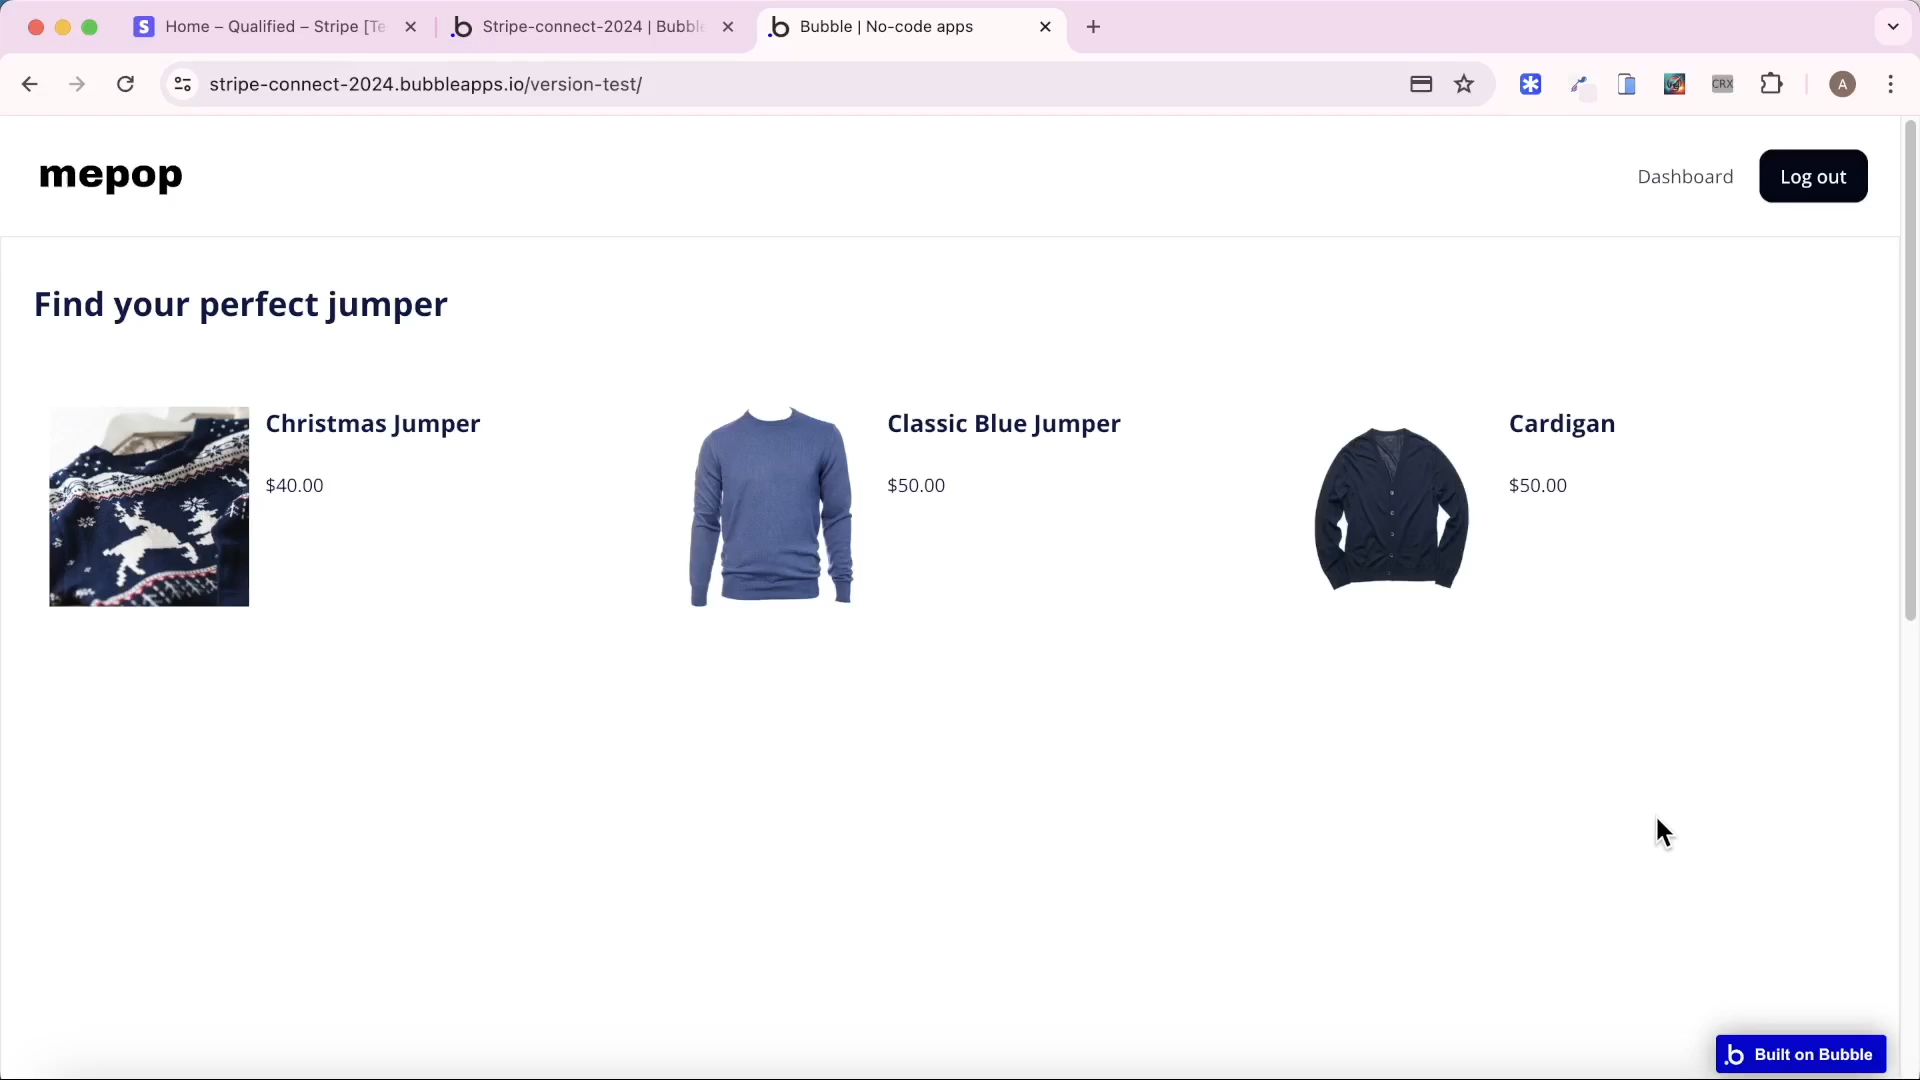 Home – Qualified – Stripe [Te
Stripe-connect-2024 | Bubble
Bubble | No-code apps
stripe-connect-2024.bubbleapps.io/version-test/
CRX
A
mepop
Dashboard
Log out
Find your perfect jumper
Christmas Jumper
$40.00
Classic Blue Jumper
$50.00
Cardigan
$50.00
Built on Bubble